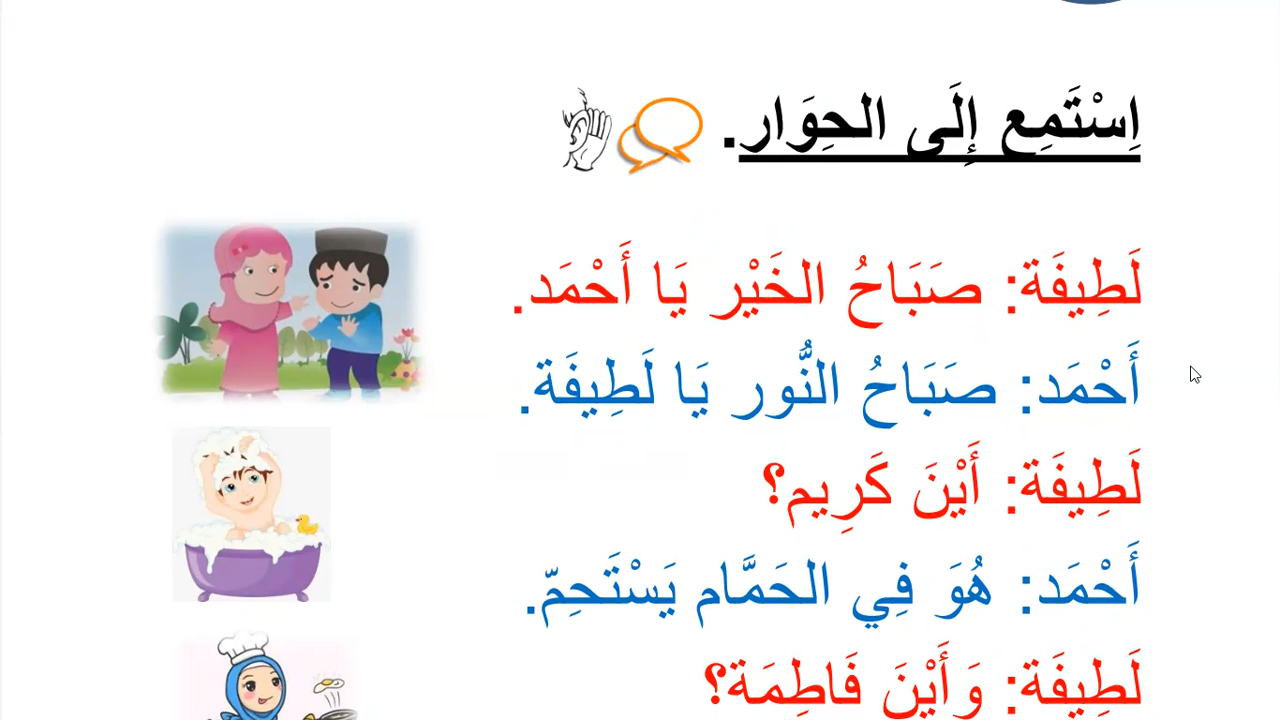 اِسْتَمِع إِلَى الحِوَار.
لَطِيفَة: صَبَاحُ الخَيْر يَا أَحْمَد.
أَحْمَد: صَبَاحُ النُّور يَا لَطِيفَة.
لَطِيفَة: أَيْنَ كَرِيم؟
أَحْمَد: هُوَ فِي الحَمَّام يَسْتَحِمّ.
لَطِيفَة: وَأَيْنَ فَاطِمَة؟